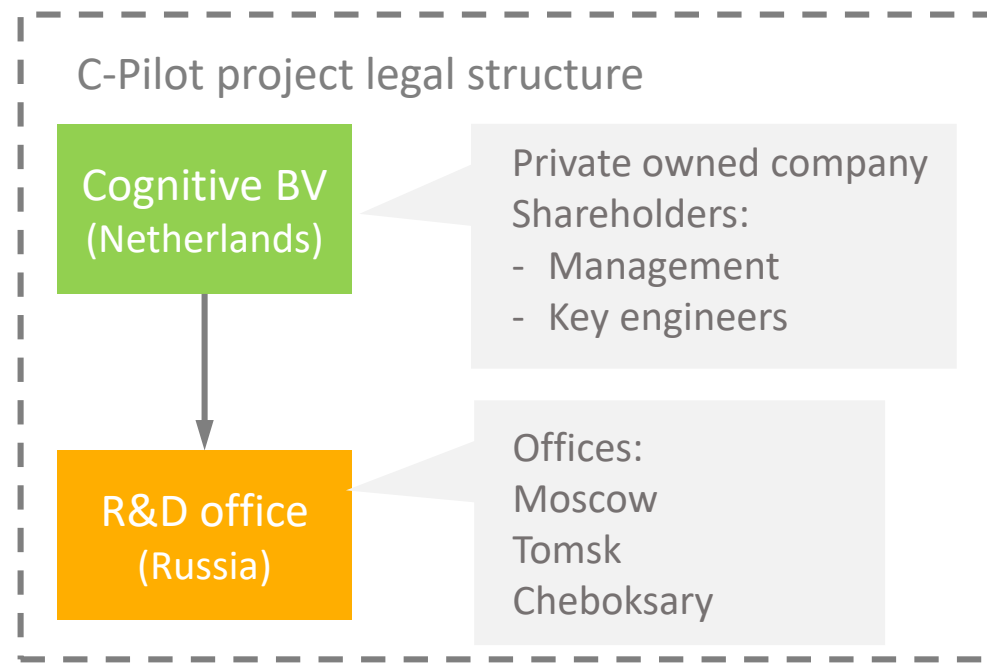 C-Pilot project legal structure
Cognitive BV
(Netherlands)
Private owned company
Shareholders:
- Management
- Key engineers
R&D office
(Russia)
Offices:
Moscow
Tomsk
Cheboksary